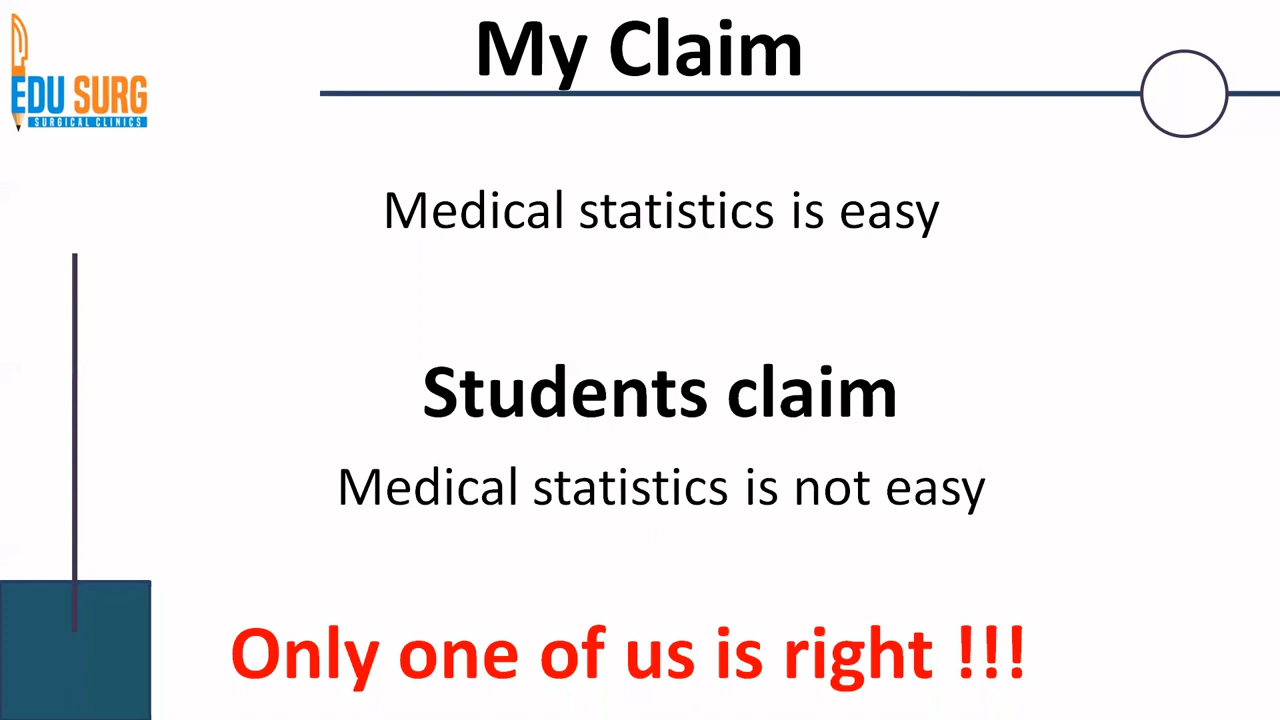 My Claim
EDU SURG
SURGICAL CLINICS
Medical statistics is easy
Students claim
Medical statistics is not easy
Only one of us is right !!!